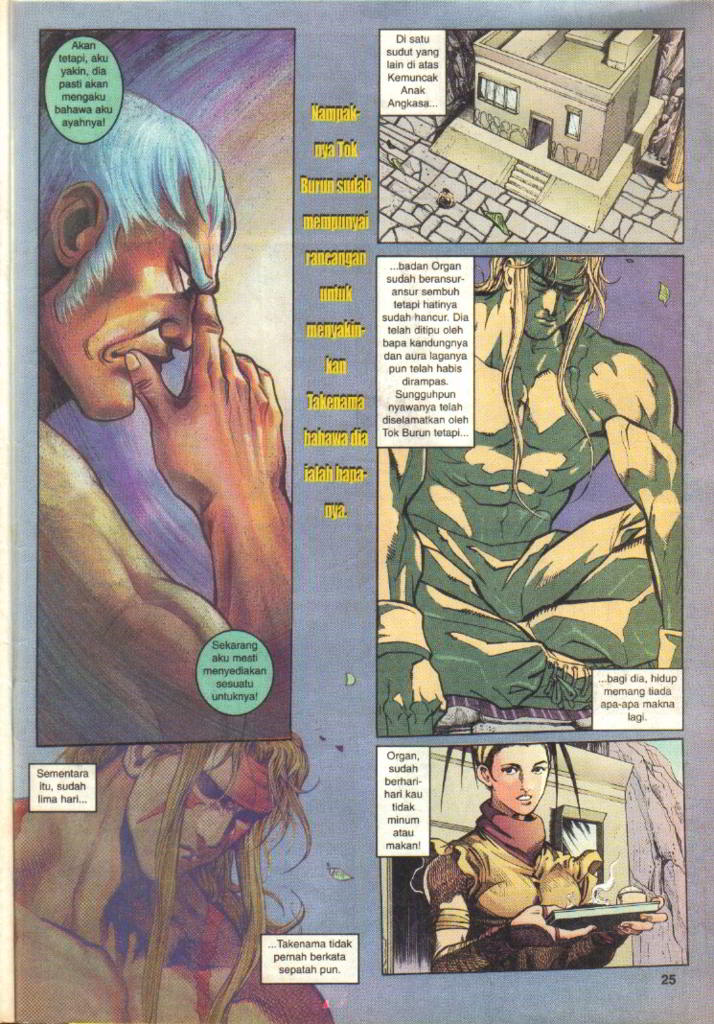 Akan
tetapi, aku
yakin, dia
pasti akan
mengaku
bahawa aku
ayahnya!
Sekarang
aku mesti
menyediakan
sesuatu
untuknya!
Nampak-
nya Tok
Burun sudah
mempunyai
rancangan
untuk
menyakin-
kan
Takenama
bahawa dia
ialah bapa-
nya.
Sementara
itu, sudah
lima hari...
...Takenama tidak
pernah berkata
sepatah pun.
Di satu
sudut yang
lain di atas
Kemuncak
Anak
Angkasa...
...badan Organ
sudah beransur-
ansur sembuh
tetapi hatinya
sudah hancur. Dia
telah ditipu oleh
bapa kandungnya
dan aura laganya
pun telah habis
dirampas.
Sungguhpun
nyawanya telah
diselamatkan oleh
Tok Burun tetapi...
...bagi dia, hidup
memang tiada
apa-apa makna
lagi.
Organ,
sudah
berhari-
hari kau
tidak
minum
atau
makan!
25